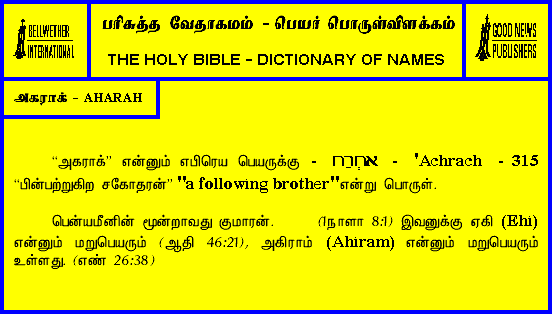 BELLWETHER
INTERNATIONAL
பரிசுத்த வேதாகமம் - பெயர் பொருள்விளக்கம்
THE HOLY BIBLE - DICTIONARY OF NAMES
GOOD NEWS
PUBLISHERS
அகராக் - AHARAH
“அகராக்” என்னும் எபிரெய பெயருக்கு - אחרח - 'Achrach - 315
“பின்பற்றுகிற சகோதரன்” "a following brother"என்று பொருள்.
பென்யமீனின் மூன்றாவது குமாரன். (1நாளா 8:1) இவனுக்கு ஏகி (Ehi)
என்னும் மறுபெயரும் (ஆதி 46:21), அகிராம் (Ahiram) என்னும் மறுபெயரும்
உள்ளது. (எண் 26:38)